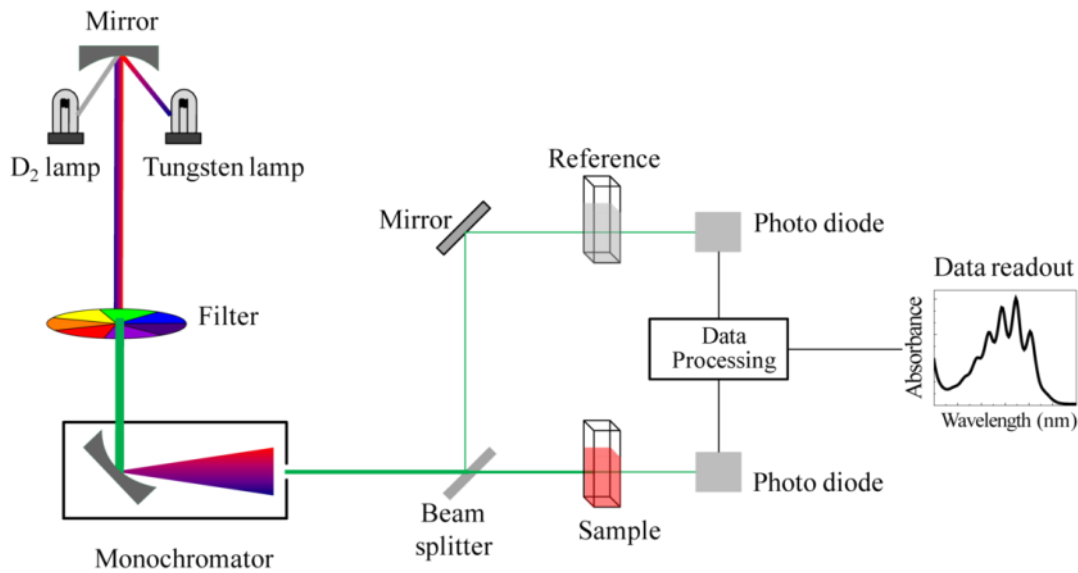 Mirror
D₂ lamp
Tungsten lamp
Filter
Monochromator
Mirror
Reference
Photo diode
Data
Processing
Beam
splitter
Sample
Photo diode
Data readout
Absorbance
Wavelength (nm)